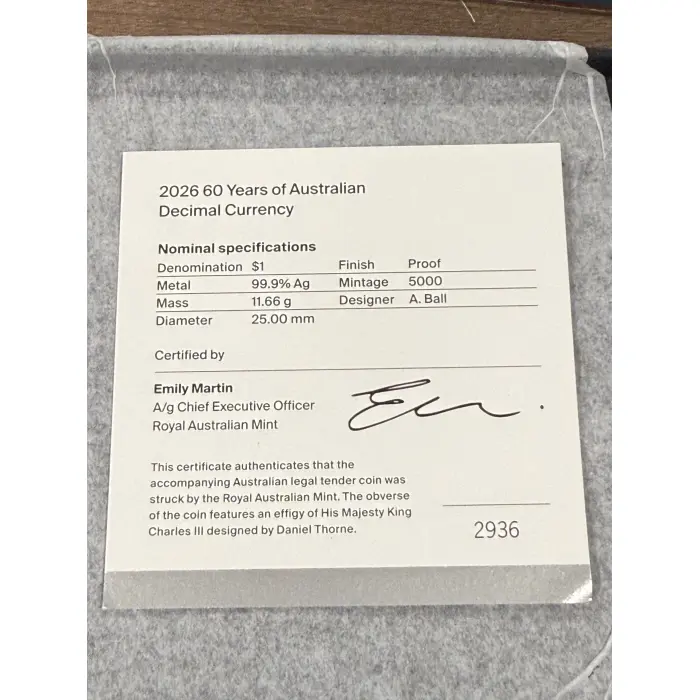 2026 60 Years of Australian
Decimal Currency
Nominal specifications
Denomination $1 Finish Proof
Metal 99.9% Ag Mintage 5000
Mass 11.66 g Designer A. Ball
Diameter 25.00 mm
Certified by
Emily Martin
A/g Chief Executive Officer
Royal Australian Mint
This certificate authenticates that the
accompanying Australian legal tender coin was
struck by the Royal Australian Mint. The obverse
of the coin features an effigy of His Majesty King
Charles III designed by Daniel Thorne.
2936